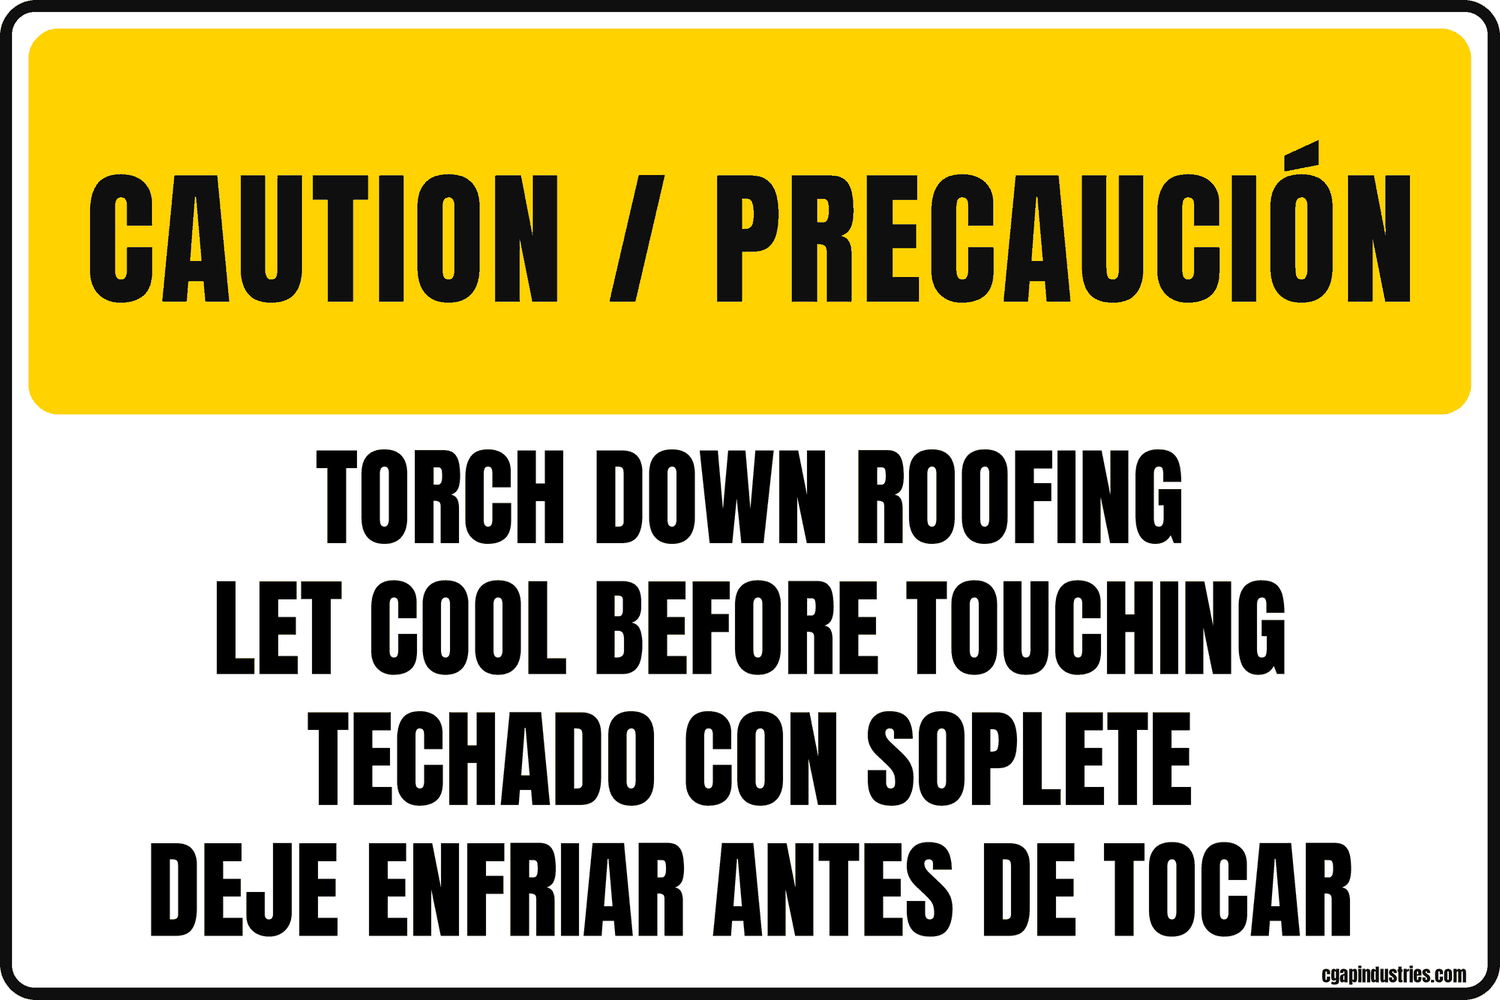 CAUTION / PRECAUCIÓN
TORCH DOWN ROOFING
LET COOL BEFORE TOUCHING
TECHADO CON SOPLETE
DEJE ENFRIAR ANTES DE TOCAR
cgapindustries.com